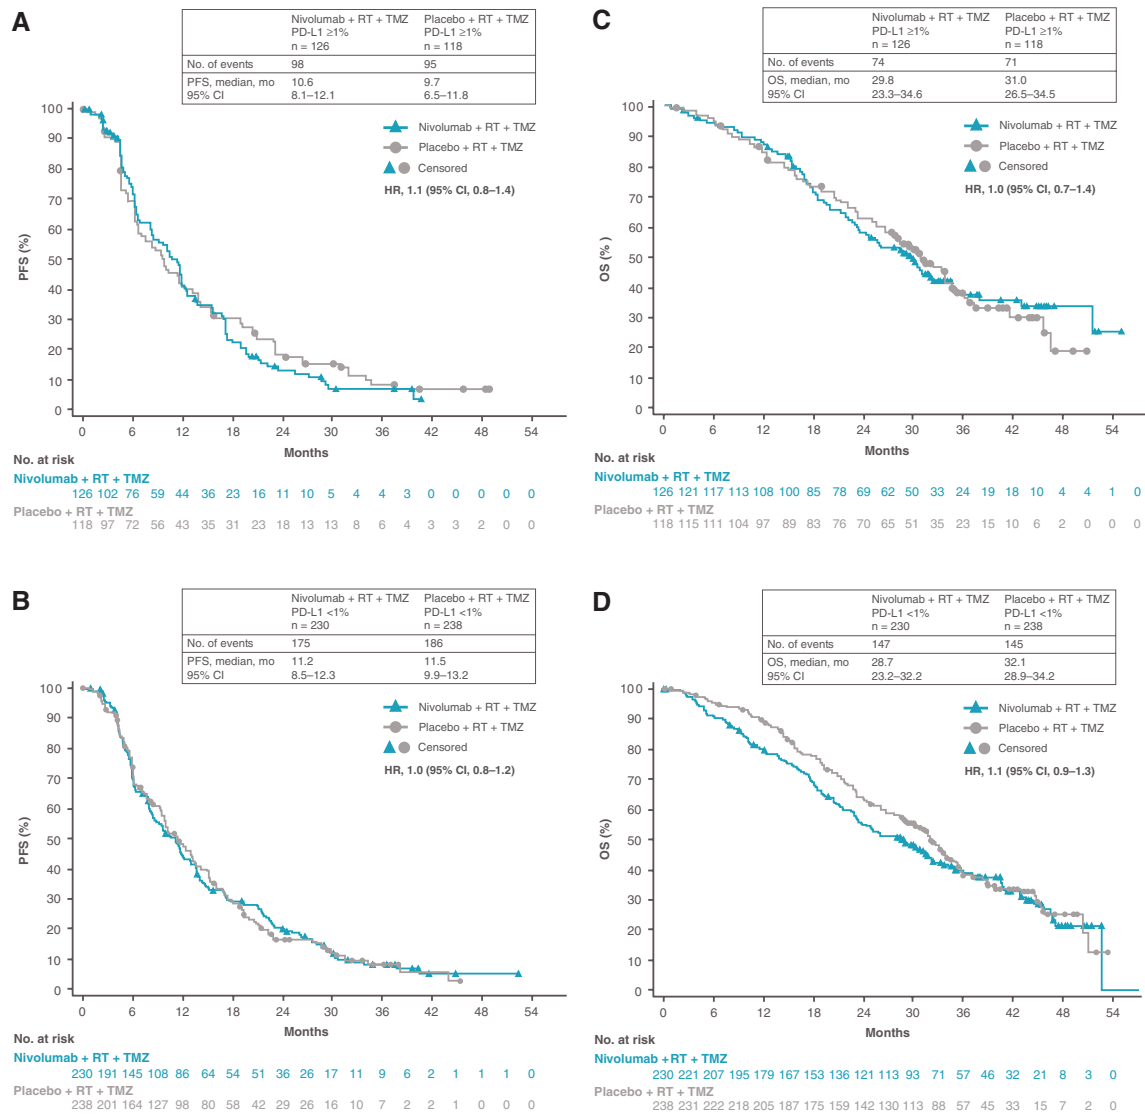 A
Nivolumab + RT + TMZ Placebo + RT + TMZ
PD-L1 ≥1% PD-L1 ≥1%
n = 126 n = 118
No. of events 98 95
PFS, median, mo 10.6 9.7
95% CI 8.1–12.1 6.5–11.8
Nivolumab + RT + TMZ
Placebo + RT + TMZ
Censored
HR, 1.1 (95% CI, 0.8–1.4)
PFS (%)
100
90
80
70
60
50
40
30
20
10
0
0 6 12 18 24 30 36 42 48 54
Months
No. at risk
Nivolumab + RT + TMZ
126 102 76 59 44 36 23 16 11 10 5 4 4 3 0 0 0 0 0
Placebo + RT + TMZ
118 97 72 56 43 35 31 23 18 13 13 8 6 4 3 3 2 0 0
C
Nivolumab + RT + TMZ Placebo + RT + TMZ
PD-L1 ≥1% PD-L1 ≥1%
n = 126 n = 118
No. of events 74 71
OS, median, mo 29.8 31.0
95% CI 23.3–34.6 26.5–34.5
Nivolumab + RT + TMZ
Placebo + RT + TMZ
Censored
HR, 1.0 (95% CI, 0.7–1.4)
OS (% )
100
90
80
70
60
50
40
30
20
10
0
0 6 12 18 24 30 36 42 48 54
Months
No. at risk
Nivolumab + RT + TMZ
126 121 117 113 108 100 85 78 69 62 50 33 24 19 18 10 4 4 1 0
Placebo + RT + TMZ
118 115 111 104 97 89 83 76 70 65 51 35 23 15 10 6 2 0 0 0
B
Nivolumab + RT + TMZ Placebo + RT + TMZ
PD-L1 <1% PD-L1 <1%
n = 230 n = 238
No. of events 175 186
PFS, median, mo 11.2 11.5
95% CI 8.5–12.3 9.9–13.2
Nivolumab + RT + TMZ
Placebo + RT + TMZ
Censored
HR, 1.0 (95% CI, 0.8–1.2)
PFS (%)
100
90
80
70
60
50
40
30
20
10
0
0 6 12 18 24 30 36 42 48 54
Months
No. at risk
Nivolumab + RT + TMZ
230 191 145 108 86 64 54 51 36 26 17 11 9 6 2 1 1 1 0
Placebo + RT + TMZ
238 201 164 127 98 80 58 42 29 26 16 10 7 2 2 1 0 0 0
D
Nivolumab + RT + TMZ Placebo + RT + TMZ
PD-L1 <1% PD-L1 <1%
n = 230 n = 238
No. of events 147 145
OS, median, mo 28.7 32.1
95% CI 23.2–32.2 28.9–34.2
Nivolumab + RT + TMZ
Placebo + RT + TMZ
Censored
HR, 1.1 (95% CI, 0.9–1.3)
OS (%)
100
90
80
70
60
50
40
30
20
10
0
0 6 12 18 24 30 36 42 48 54
Months
No. at risk
Nivolumab +RT + TMZ
230 221 207 195 179 167 153 136 121 113 93 71 57 46 32 21 8 3 0
Placebo + RT + TMZ
238 231 222 218 205 187 175 159 142 130 113 88 57 45 33 15 7 2 0